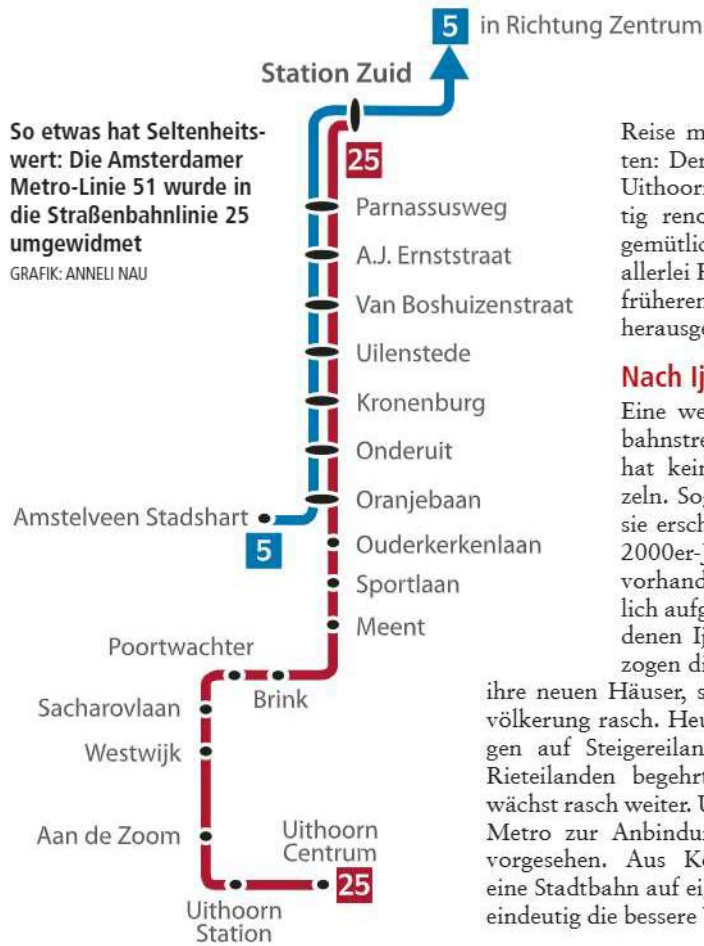 5 in Richtung Zentrum
Station Zuid
So etwas hat Seltenheits-
wert: Die Amsterdamer
Metro-Linie 51 wurde in
die Straßenbahnlinie 25
umgewidmet
GRAFIK: ANNELI NAU
25
Parnassusweg
A.J. Ernststraat
Van Boshuizenstraat
Uilenstede
Kronenburg
Onderuit
Oranjebaan
Amstelveen Stadshart
5
Ouderkerkenlaan
Sportlaan
Meent
Poortwachter
Brink
Sacharovlaan
Westwijk
Aan de Zoom
Uithoorn
Centrum
25
Uithoorn
Station
Reise m
ten: Der
Uithoorn
tig reno
gemütlic
allerlei F
früheren
herausge
Nach Ij
Eine we
bahnstre
hat kein
zeln. Sog
sie ersch
2000er-J
vorhand
lich aufg
denen Ij
zogen di
ihre neuen Häuser, s
völkerung rasch. Heu
gen auf Steigereilan
Rieteilanden begehrt
wächst rasch weiter. U
Metro zur Anbindu
vorgesehen. Aus Ko
eine Stadtbahn auf eig
eindeutig die bessere